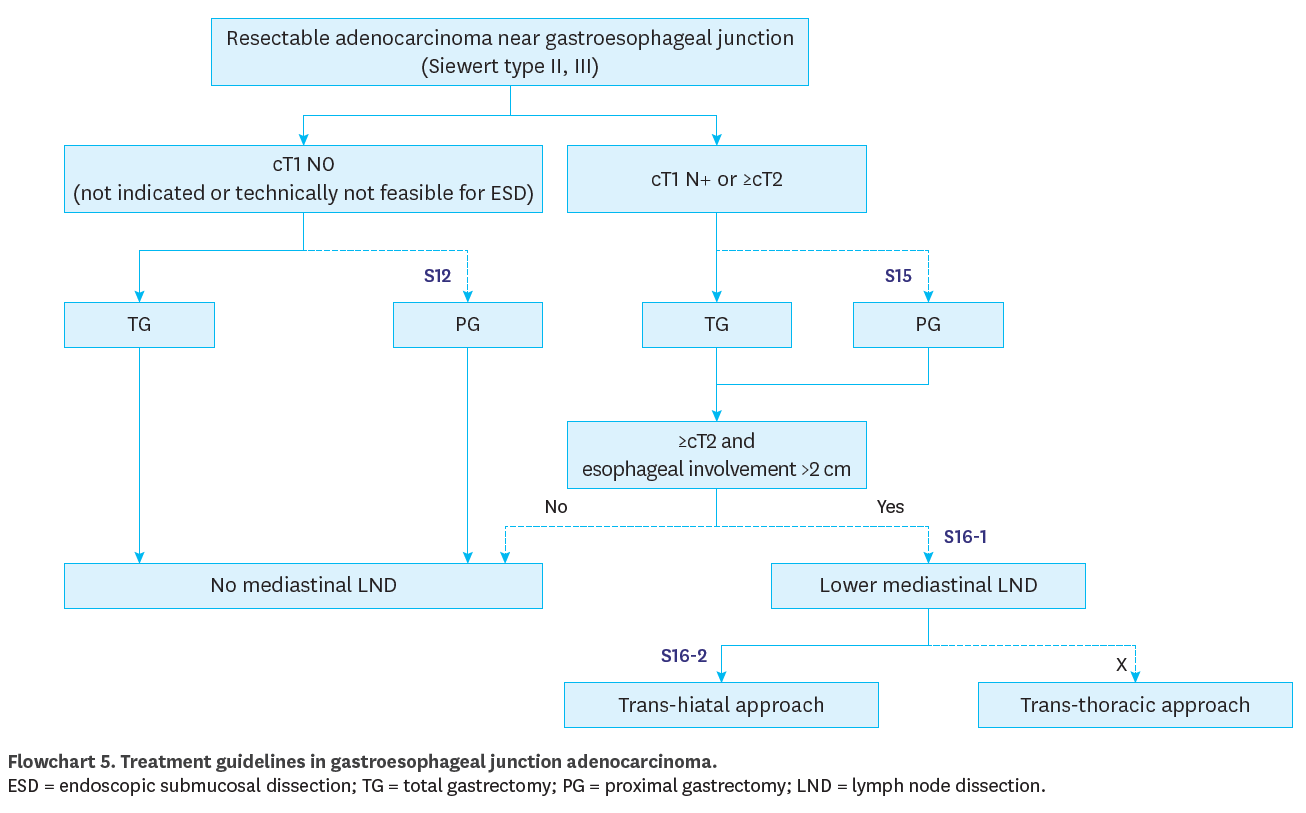 Resectable adenocarcinoma near gastroesophageal junction
(Siewert type II, III)
cT1 N0
(not indicated or technically not feasible for ESD)
cT1 N+ or ≥cT2
S12
S15
TG
PG
TG
PG
≥cT2 and
esophageal involvement >2 cm
No
Yes
S16-1
No mediastinal LND
Lower mediastinal LND
S16-2
X
Trans-hiatal approach
Trans-thoracic approach
Flowchart 5. Treatment guidelines in gastroesophageal junction adenocarcinoma.
ESD = endoscopic submucosal dissection; TG = total gastrectomy; PG = proximal gastrectomy; LND = lymph node dissection.